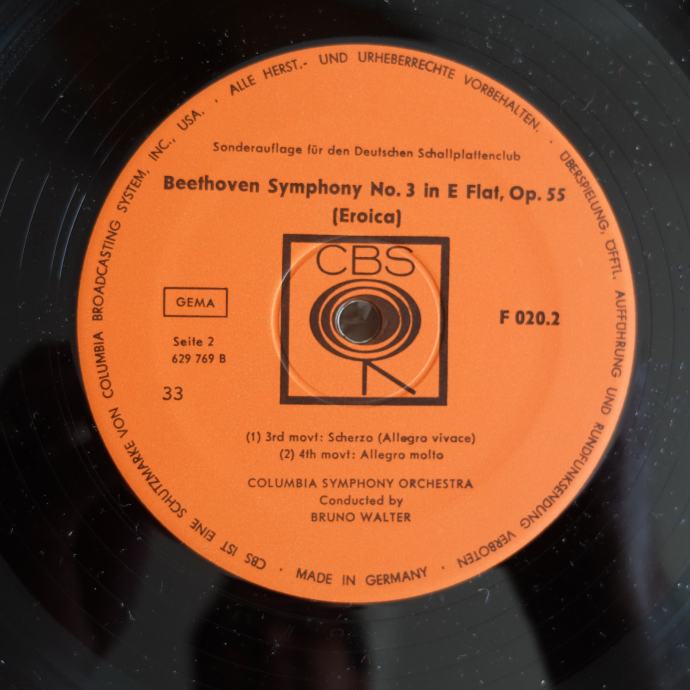 ALLE HERST.- UND URHEBERRECHTE VORBEHALTEN. · ÜBERSPIELUNG, ÖFFTL. AUFFÜHRUNG UND RUNDFUNKSENDUNG VERBOTEN · MADE IN GERMANY · CBS IST EINE SCHUTZMARKE VON COLUMBIA BROADCASTING SYSTEM, INC., USA. ·
Sonderauflage für den Deutschen Schallplattenclub
Beethoven Symphony No. 3 in E Flat, Op. 55
(Eroica)
CBS
GEMA
F 020.2
Seite 2
629 769 B
33
(1) 3rd movt: Scherzo (Allegro vivace)
(2) 4th movt: Allegro molto
COLUMBIA SYMPHONY ORCHESTRA
Conducted by
BRUNO WALTER